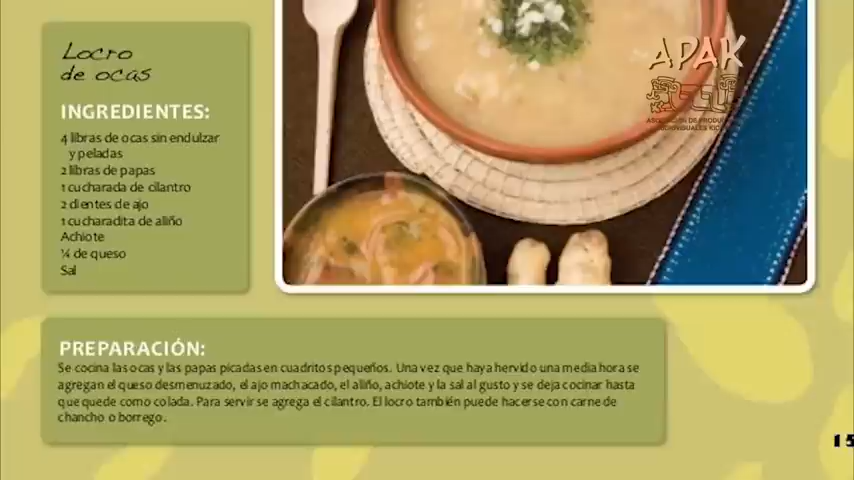 Locro
de ocas
INGREDIENTES:
4 libras de ocas sin endulzar
y peladas
2 libras de papas
1 cucharada de cilantro
2 dientes de ajo
1 cucharadita de aliño
Achiote
¼ de queso
Sal
APAK
PREPARACIÓN:
Se cocina las ocas y las papas picadas en cuadritos pequeños. Una vez que haya hervido una media hora se
agregan el queso desmenuzado, el ajo machacado, el aliño, achiote y la sal al gusto y se deja cocinar hasta
que quede como colada. Para servir se agrega el cilantro. El locro también puede hacerse con carne de
chancho o borrego.
15